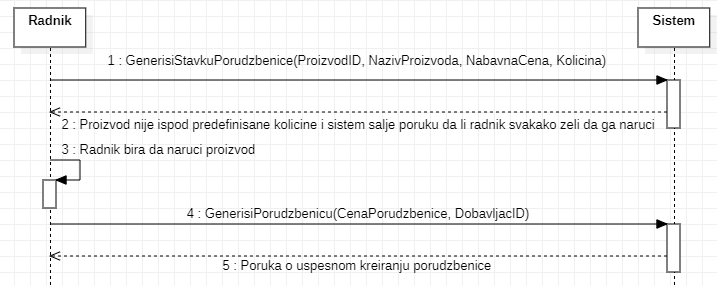 Radnik
Sistem
1 : GenerisiStavkuPorudzbenice(ProizvodID, NazivProizvoda, NabavnaCena, Kolicina)
2 : Proizvod nije ispod predefinisane kolicine i sistem salje poruku da li radnik svakako zeli da ga naruci
3 : Radnik bira da naruci proizvod
4 : GenerisiPorudzbenicu(CenaPorudzbenice, DobavljacID)
5 : Poruka o uspesnom kreiranju porudzbenice